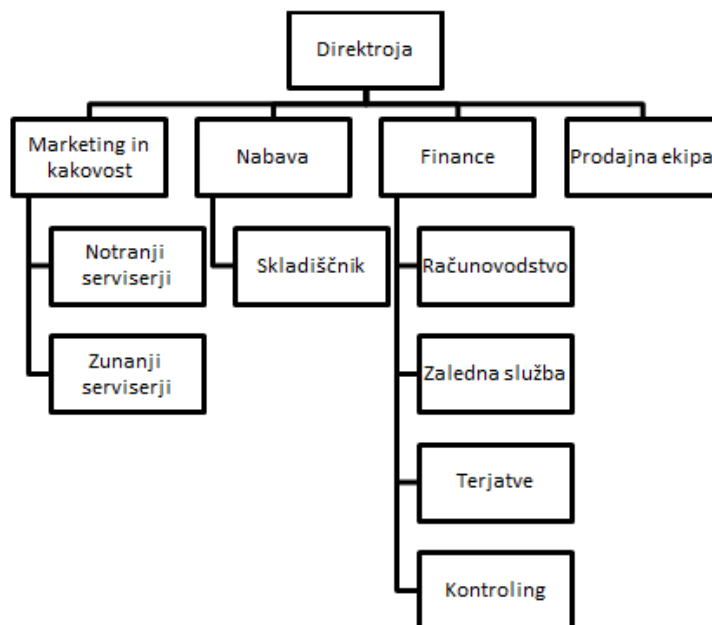 Direktroja
Marketing in
kakovost
Nabava
Finance
Prodajna ekipa
Notranji
serviserji
Skladiščnik
Računovodstvo
Zunanji
serviserji
Zaledna služba
Terjatve
Kontroling